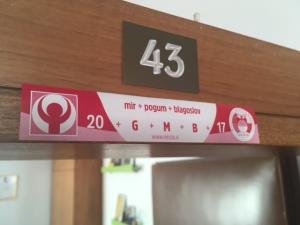 43
mir + pogum + blagoslov
20 + G + M + B + 17